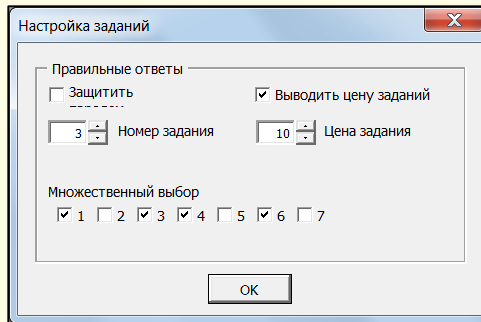 Настройка заданий
Правильные ответы
Защитить
Выводить цену заданий
3 Номер задания
10 Цена задания
Множественный выбор
1 2 3 4 5 6 7
OK